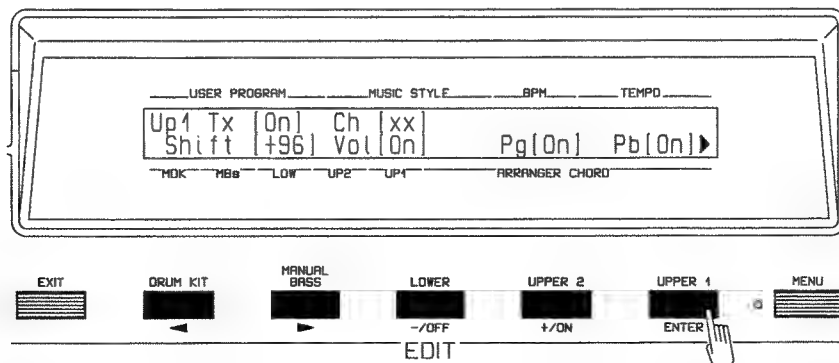 USER PROGRAM MUSIC STYLE BPM TEMPO
Up1 Tx [On] Ch [xx]
Shift [+96] Vol[On] Pg[On] Pb[On]▶
MDK MBs LOW UP2 UP1 ARRANGER CHORD
EXIT DRUM KIT MANUAL BASS LOWER UPPER 2 UPPER 1 MENU
◀ ▶ -/OFF +/ON ENTER
EDIT